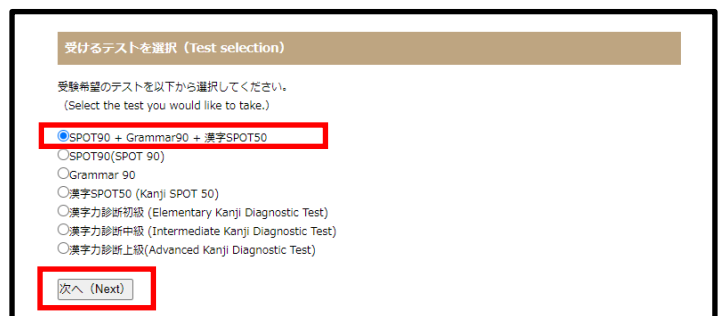 受けるテストを選択（Test selection）
受験希望のテストを以下から選択してください。
（Select the test you would like to take.）
SPOT90 + Grammar90 + 漢字SPOT50
SPOT90(SPOT 90)
Grammar 90
漢字SPOT50 (Kanji SPOT 50)
漢字力診断初級 (Elementary Kanji Diagnostic Test)
漢字力診断中級 (Intermediate Kanji Diagnostic Test)
漢字力診断上級(Advanced Kanji Diagnostic Test)
次へ（Next）